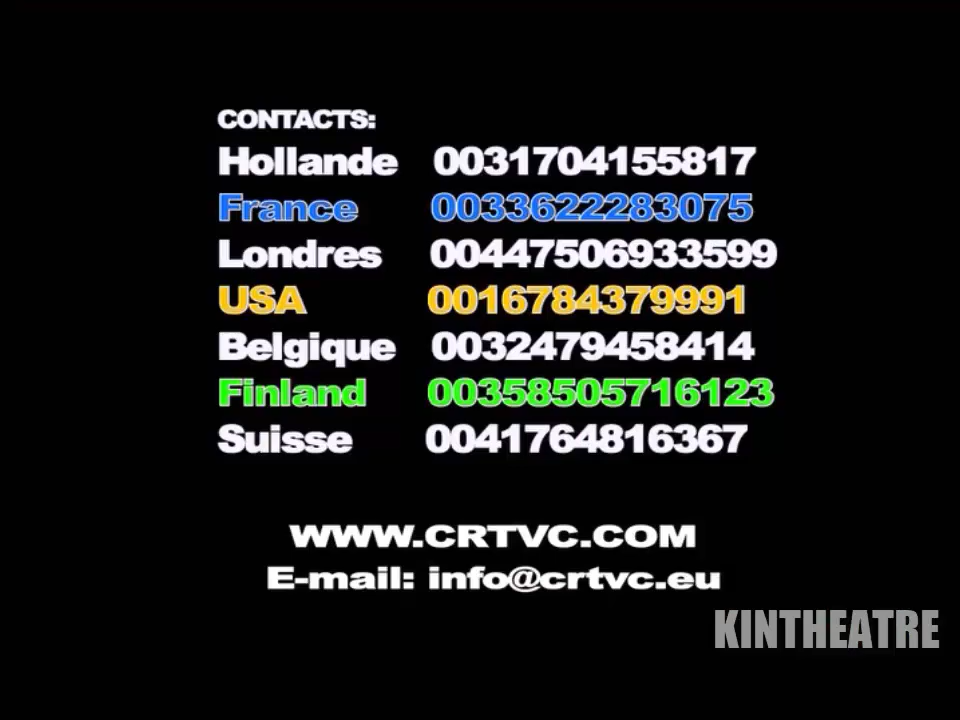 CONTACTS:
Hollande 0031704155817
France 0033622283075
Londres 00447506933599
USA 0016784379991
Belgique 0032479458414
Finland 00358505716123
Suisse 0041764816367
WWW.CRTVC.COM
E-mail: info@crtvc.eu
KINTHEATRE